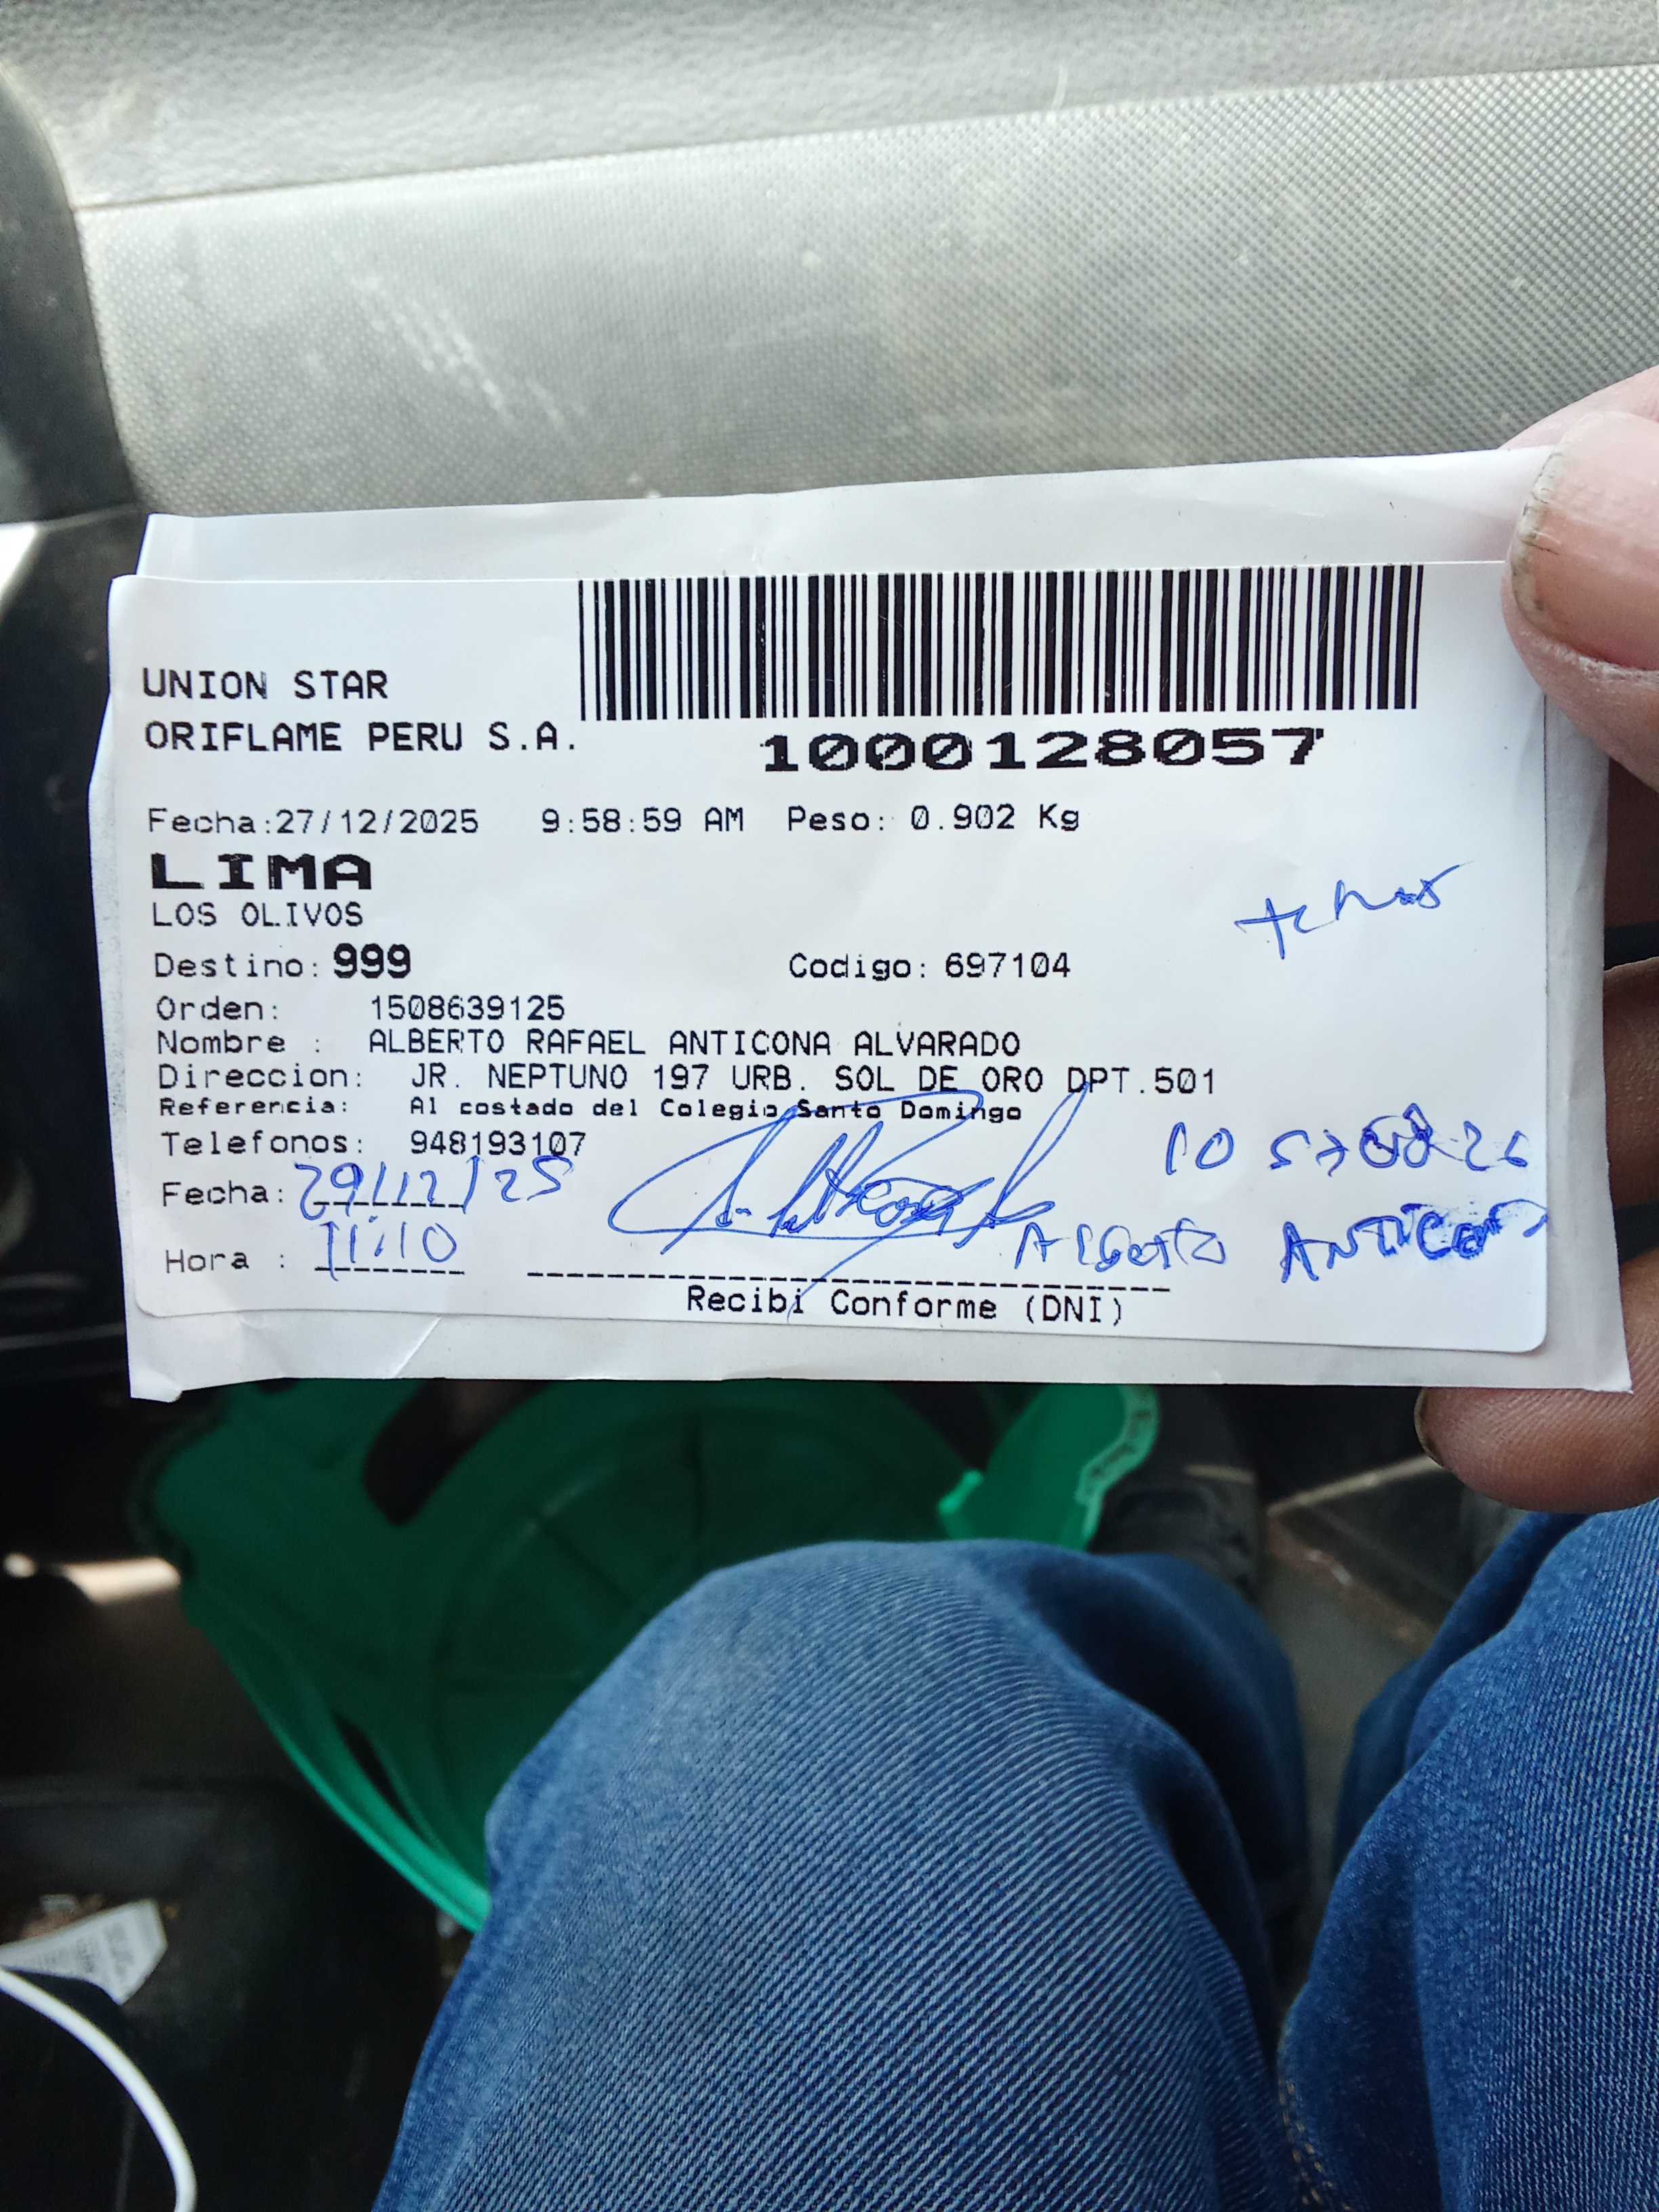 UNION STAR
ORIFLAME PERU S.A.
1000128057
Fecha:27/12/2025 9:58:59 AM Peso: 0.902 Kg
LIMA
LOS OLIVOS
Destino: 999 Codigo: 697104
Orden: 1508639125
Nombre : ALBERTO RAFAEL ANTICONA ALVARADO
Direccion: JR. NEPTUNO 197 URB. SOL DE ORO DPT.501
Referencia: Al costado del Colegio Santo Domingo
Telefonos: 948193107
Fecha: 29/12/25
Hora : 11:10 Alberto
Recibi Conforme (DNI)